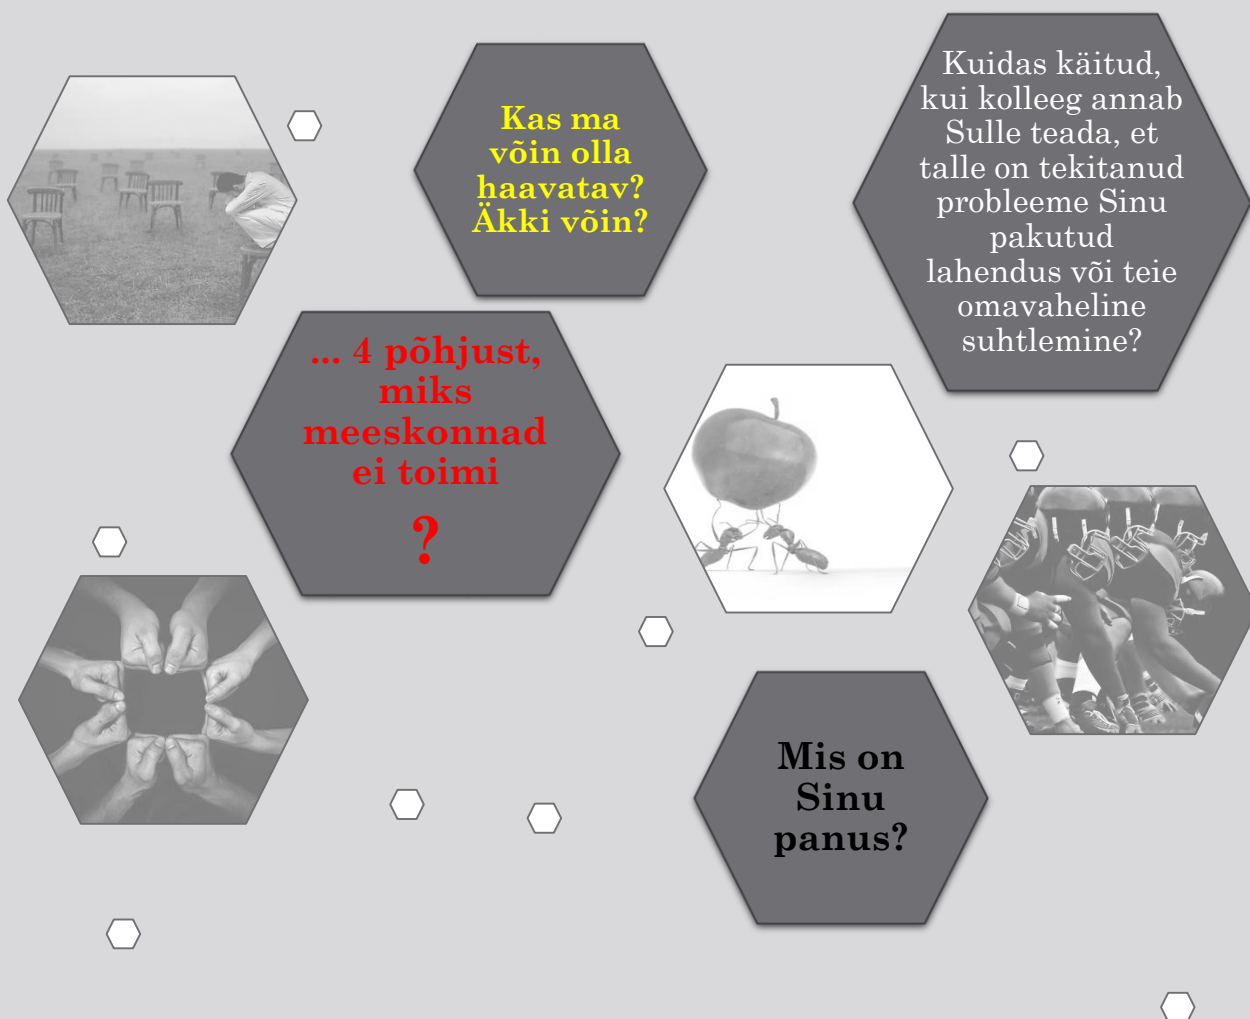 Kas ma
võin olla
haavatav?
Äkki võin?
Kuidas käitud,
kui kolleeg annab
Sulle teada, et
talle on tekitanud
probleeme Sinu
pakutud
lahendus või teie
omavaheline
suhtlemine?
... 4 põhjust,
miks
meeskonnad
ei toimi
?
Mis on
Sinu
panus?